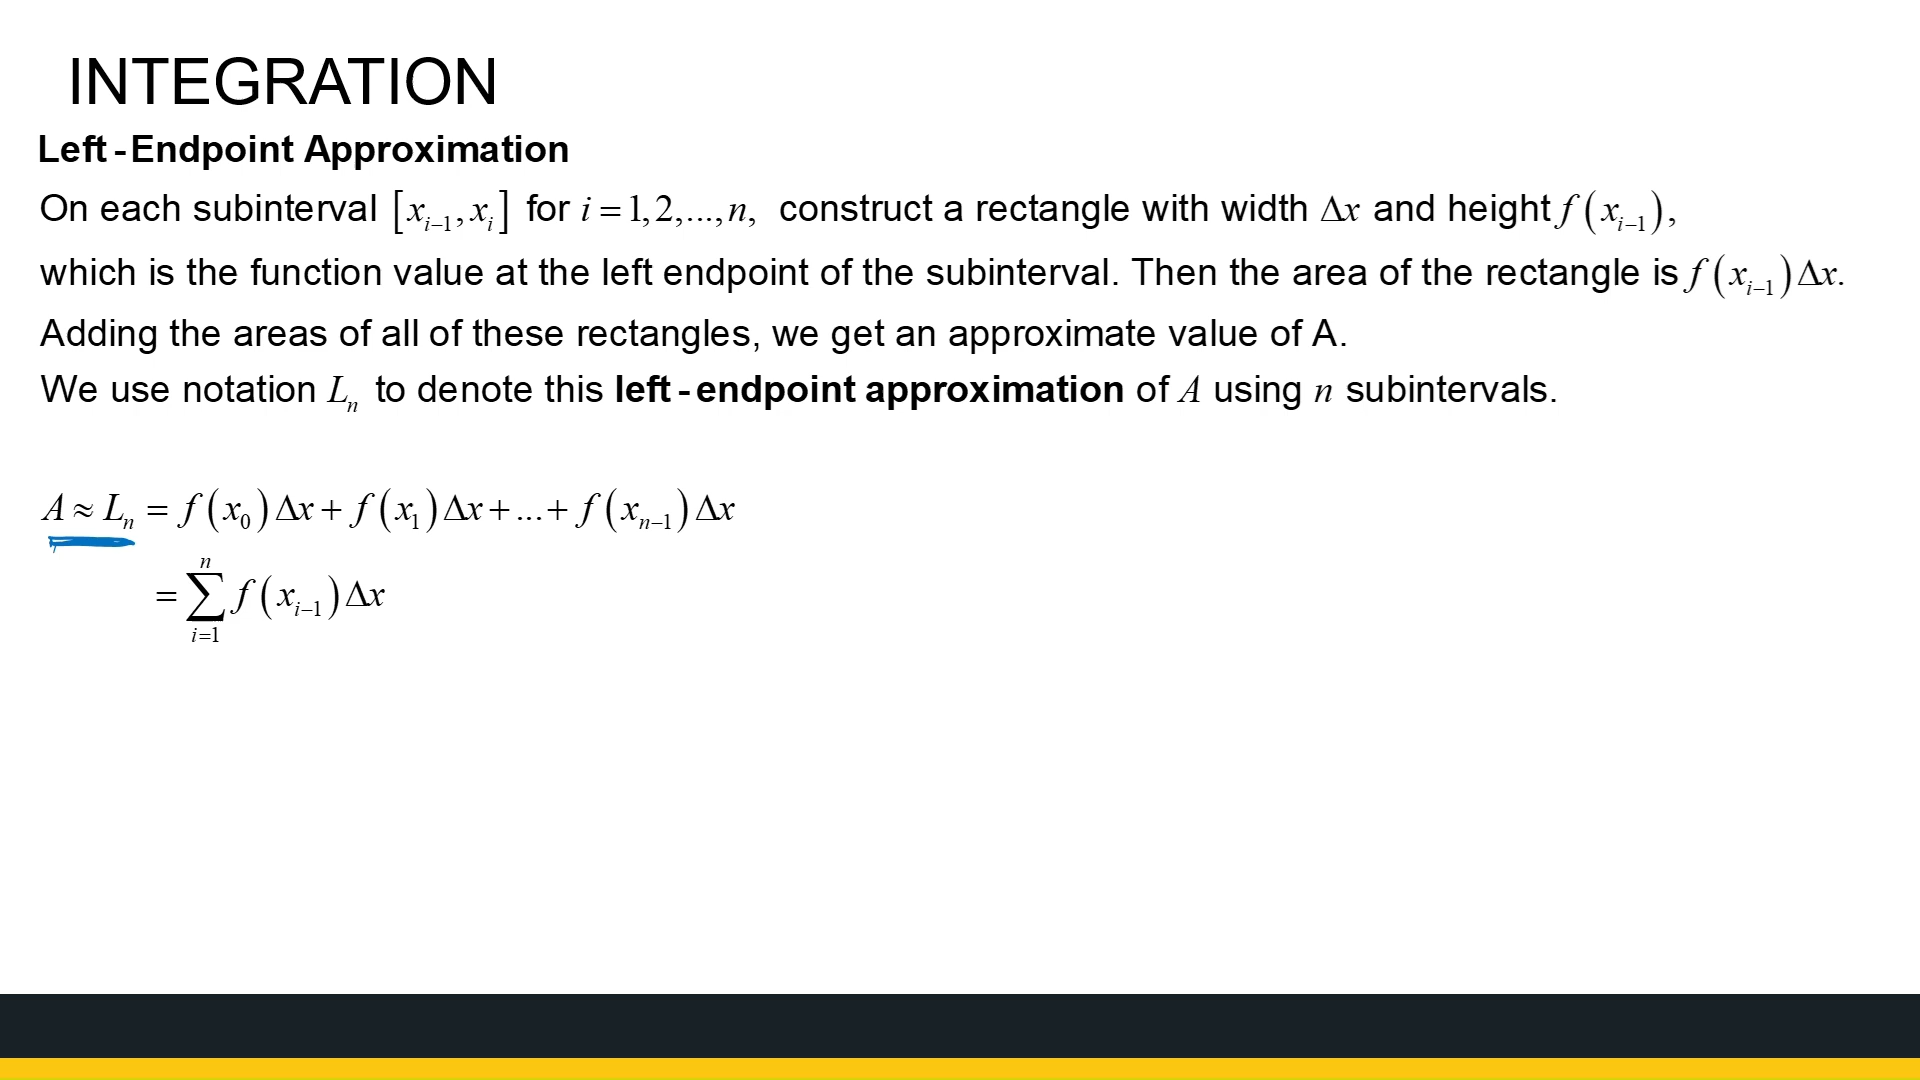 INTEGRATION
Left-Endpoint Approximation
On each subinterval [x_{i−1}, x_i] for i = 1, 2, ..., n, construct a rectangle with width Δx and height f(x_{i−1}),
which is the function value at the left endpoint of the subinterval. Then the area of the rectangle is f(x_{i−1})Δx.
Adding the areas of all of these rectangles, we get an approximate value of A.
We use notation L_n to denote this left-endpoint approximation of A using n subintervals.
A ≈ L_n = f(x_0)Δx + f(x_1)Δx + ... + f(x_{n−1})Δx
= ∑_{i=1}^{n} f(x_{i−1})Δx